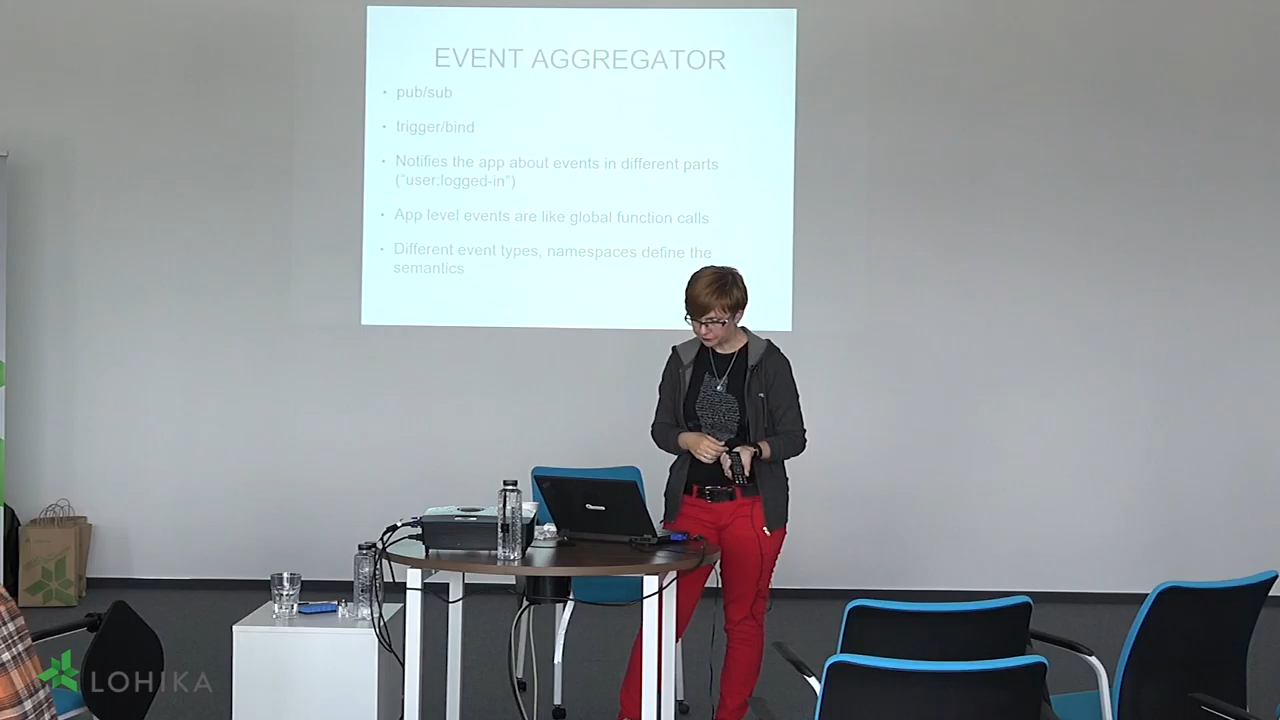 EVENT AGGREGATOR
• pub/sub
• trigger/bind
• Notifies the app about events in different parts
("user:logged-in")
• App level events are like global function calls
• Different event types, namespaces define the
semantics
LOHIKA